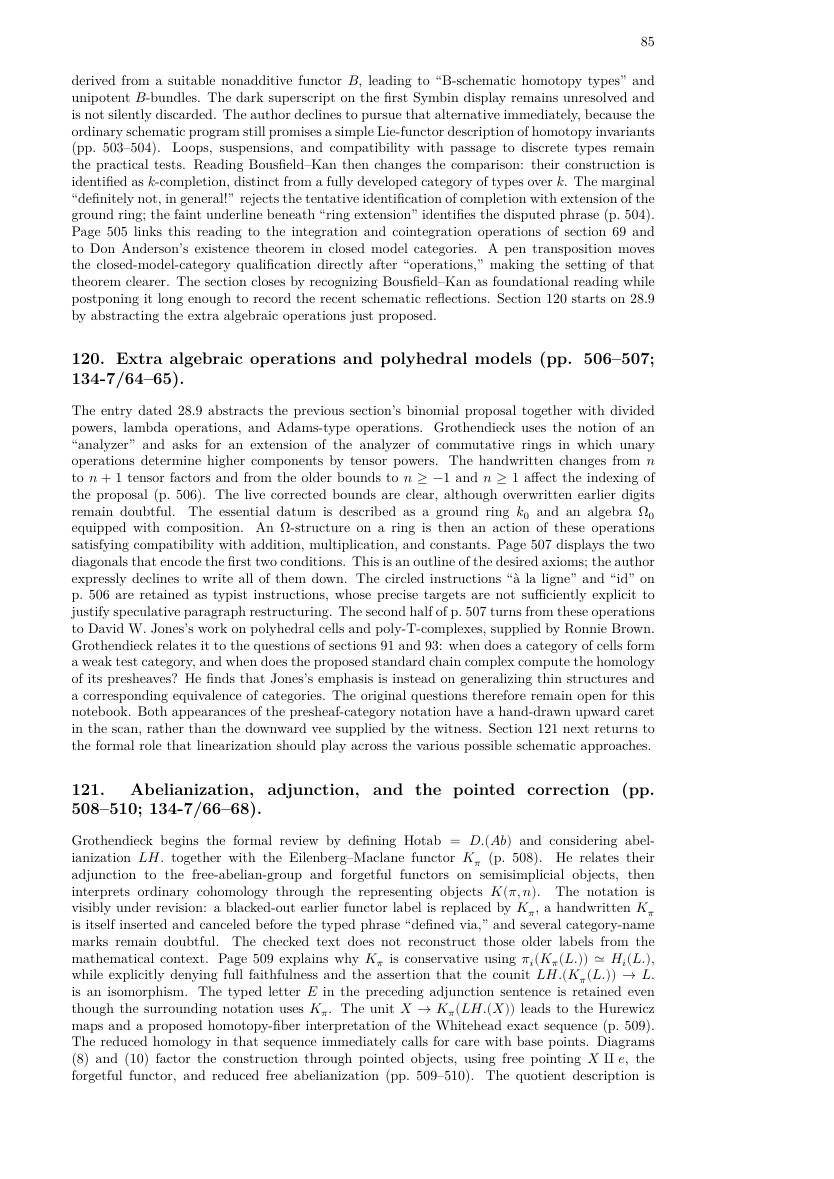 85
derived from a suitable nonadditive functor B, leading to “B-schematic homotopy types” and
unipotent B-bundles. The dark superscript on the first Symbin display remains unresolved and
is not silently discarded. The author declines to pursue that alternative immediately, because the
ordinary schematic program still promises a simple Lie-functor description of homotopy invariants
(pp. 503–504). Loops, suspensions, and compatibility with passage to discrete types remain
the practical tests. Reading Bousfield–Kan then changes the comparison: their construction is
identified as k-completion, distinct from a fully developed category of types over k. The marginal
“definitely not, in general!” rejects the tentative identification of completion with extension of the
ground ring; the faint underline beneath “ring extension” identifies the disputed phrase (p. 504).
Page 505 links this reading to the integration and cointegration operations of section 69 and
to Don Anderson’s existence theorem in closed model categories. A pen transposition moves
the closed-model-category qualification directly after “operations,” making the setting of that
theorem clearer. The section closes by recognizing Bousfield–Kan as foundational reading while
postponing it long enough to record the recent schematic reflections. Section 120 starts on 28.9
by abstracting the extra algebraic operations just proposed.
120. Extra algebraic operations and polyhedral models (pp. 506–507;
134-7/64–65).
The entry dated 28.9 abstracts the previous section’s binomial proposal together with divided
powers, lambda operations, and Adams-type operations. Grothendieck uses the notion of an
“analyzer” and asks for an extension of the analyzer of commutative rings in which unary
operations determine higher components by tensor powers. The handwritten changes from n
to n + 1 tensor factors and from the older bounds to n ≥ −1 and n ≥ 1 affect the indexing of
the proposal (p. 506). The live corrected bounds are clear, although overwritten earlier digits
remain doubtful. The essential datum is described as a ground ring k₀ and an algebra Ω₀
equipped with composition. An Ω-structure on a ring is then an action of these operations
satisfying compatibility with addition, multiplication, and constants. Page 507 displays the two
diagonals that encode the first two conditions. This is an outline of the desired axioms; the author
expressly declines to write all of them down. The circled instructions “à la ligne” and “id” on
p. 506 are retained as typist instructions, whose precise targets are not sufficiently explicit to
justify speculative paragraph restructuring. The second half of p. 507 turns from these operations
to David W. Jones’s work on polyhedral cells and poly-T-complexes, supplied by Ronnie Brown.
Grothendieck relates it to the questions of sections 91 and 93: when does a category of cells form
a weak test category, and when does the proposed standard chain complex compute the homology
of its presheaves? He finds that Jones’s emphasis is instead on generalizing thin structures and
a corresponding equivalence of categories. The original questions therefore remain open for this
notebook. Both appearances of the presheaf-category notation have a hand-drawn upward caret
in the scan, rather than the downward vee supplied by the witness. Section 121 next returns to
the formal role that linearization should play across the various possible schematic approaches.
121. Abelianization, adjunction, and the pointed correction (pp.
508–510; 134-7/66–68).
Grothendieck begins the formal review by defining Hotab = D.(Ab) and considering abel-
ianization LH. together with the Eilenberg–Maclane functor K_π (p. 508). He relates their
adjunction to the free-abelian-group and forgetful functors on semisimplicial objects, then
interprets ordinary cohomology through the representing objects K(π, n). The notation is
visibly under revision: a blacked-out earlier functor label is replaced by K_π, a handwritten K_π
is itself inserted and canceled before the typed phrase “defined via,” and several category-name
marks remain doubtful. The checked text does not reconstruct those older labels from the
mathematical context. Page 509 explains why K_π is conservative using π_i(K_π(L.)) ≃ H_i(L.),
while explicitly denying full faithfulness and the assertion that the counit LH.(K_π(L.)) → L.
is an isomorphism. The typed letter E in the preceding adjunction sentence is retained even
though the surrounding notation uses K_π. The unit X → K_π(LH.(X)) leads to the Hurewicz
maps and a proposed homotopy-fiber interpretation of the Whitehead exact sequence (p. 509).
The reduced homology in that sequence immediately calls for care with base points. Diagrams
(8) and (10) factor the construction through pointed objects, using free pointing X ⨿ e, the
forgetful functor, and reduced free abelianization (pp. 509–510). The quotient description is